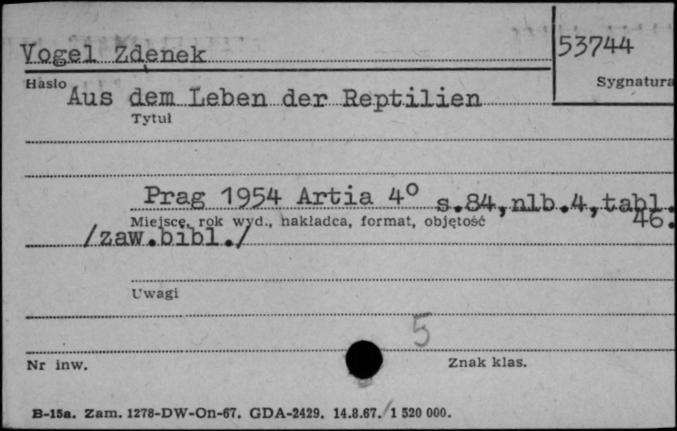 Vogel Zdenek
53744
Hasło
Sygnatura
Aus dem Leben der Reptilien
Tytuł
Prag 1954 Artia 4° s.84,nlb.4,tabl.
46.
Miejsce, rok wyd., nakładca, format, objętość
/zaw.bibl./
Uwagi
5
Nr inw.
Znak klas.
B-15a. Zam. 1278-DW-On-67. GDA-2429. 14.8.67. 1 520 000.